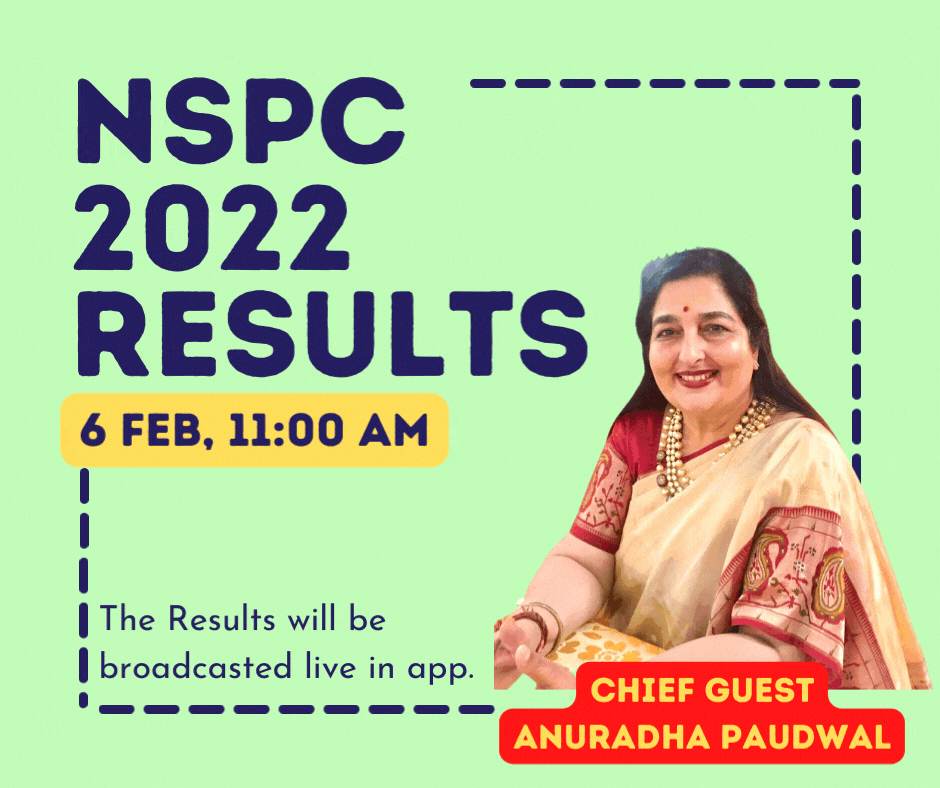 NSPC
2022
RESULTS
6 FEB, 11:00 AM
The Results will be
broadcasted live in app.
CHIEF GUEST
ANURADHA PAUDWAL